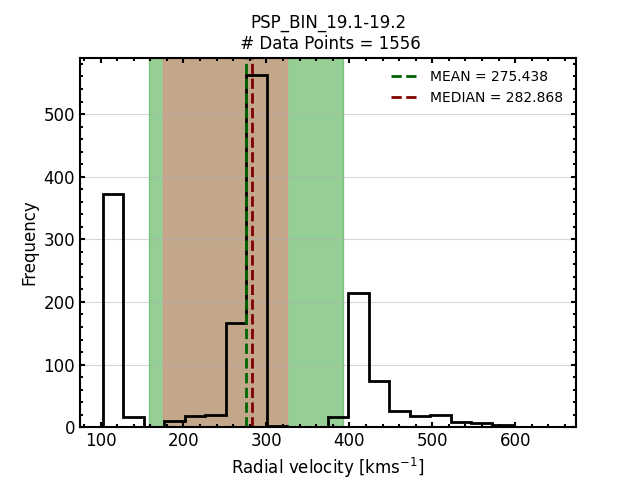 PSP_BIN_19.1-19.2
# Data Points = 1556
MEAN = 275.438
MEDIAN = 282.868
Frequency
500
400
300
200
100
0
100 200 300 400 500 600
Radial velocity [kms⁻¹]